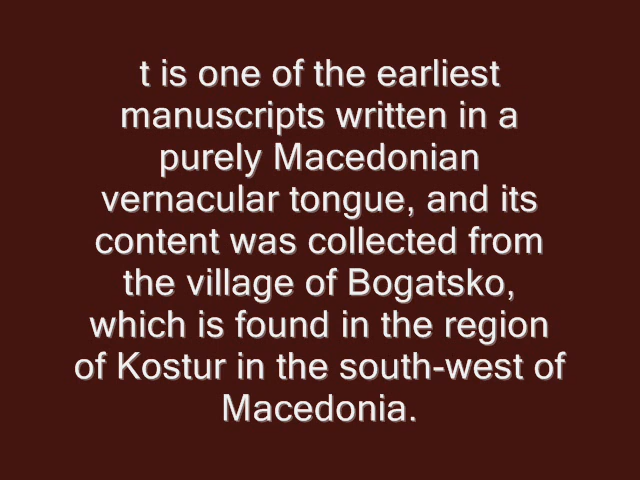 t is one of the earliest
manuscripts written in a
purely Macedonian
vernacular tongue, and its
content was collected from
the village of Bogatsko,
which is found in the region
of Kostur in the south-west of
Macedonia.